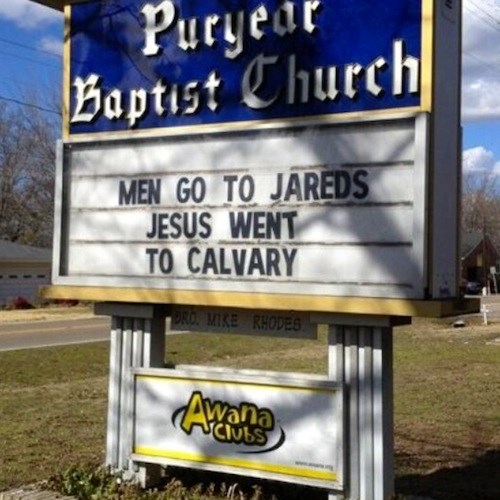 Puryear
Baptist Church
MEN GO TO JAREDS
JESUS WENT
TO CALVARY
BRO. MIKE RHODES
Awana
Clubs